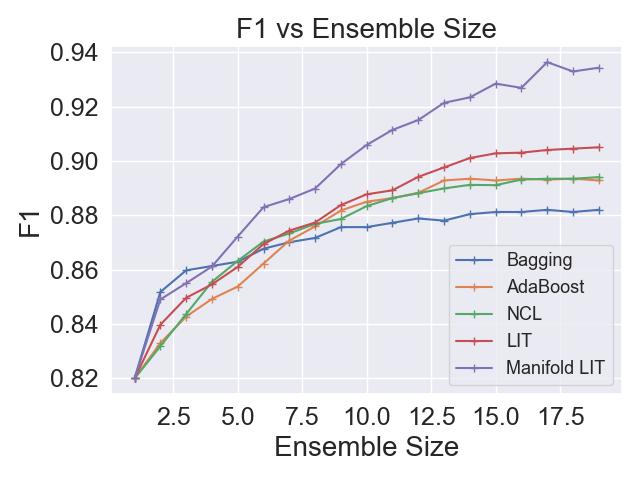 F1 vs Ensemble Size
0.94
0.92
0.90
0.88
0.86
0.84
0.82
F1
Bagging
AdaBoost
NCL
LIT
Manifold LIT
2.5 5.0 7.5 10.0 12.5 15.0 17.5
Ensemble Size